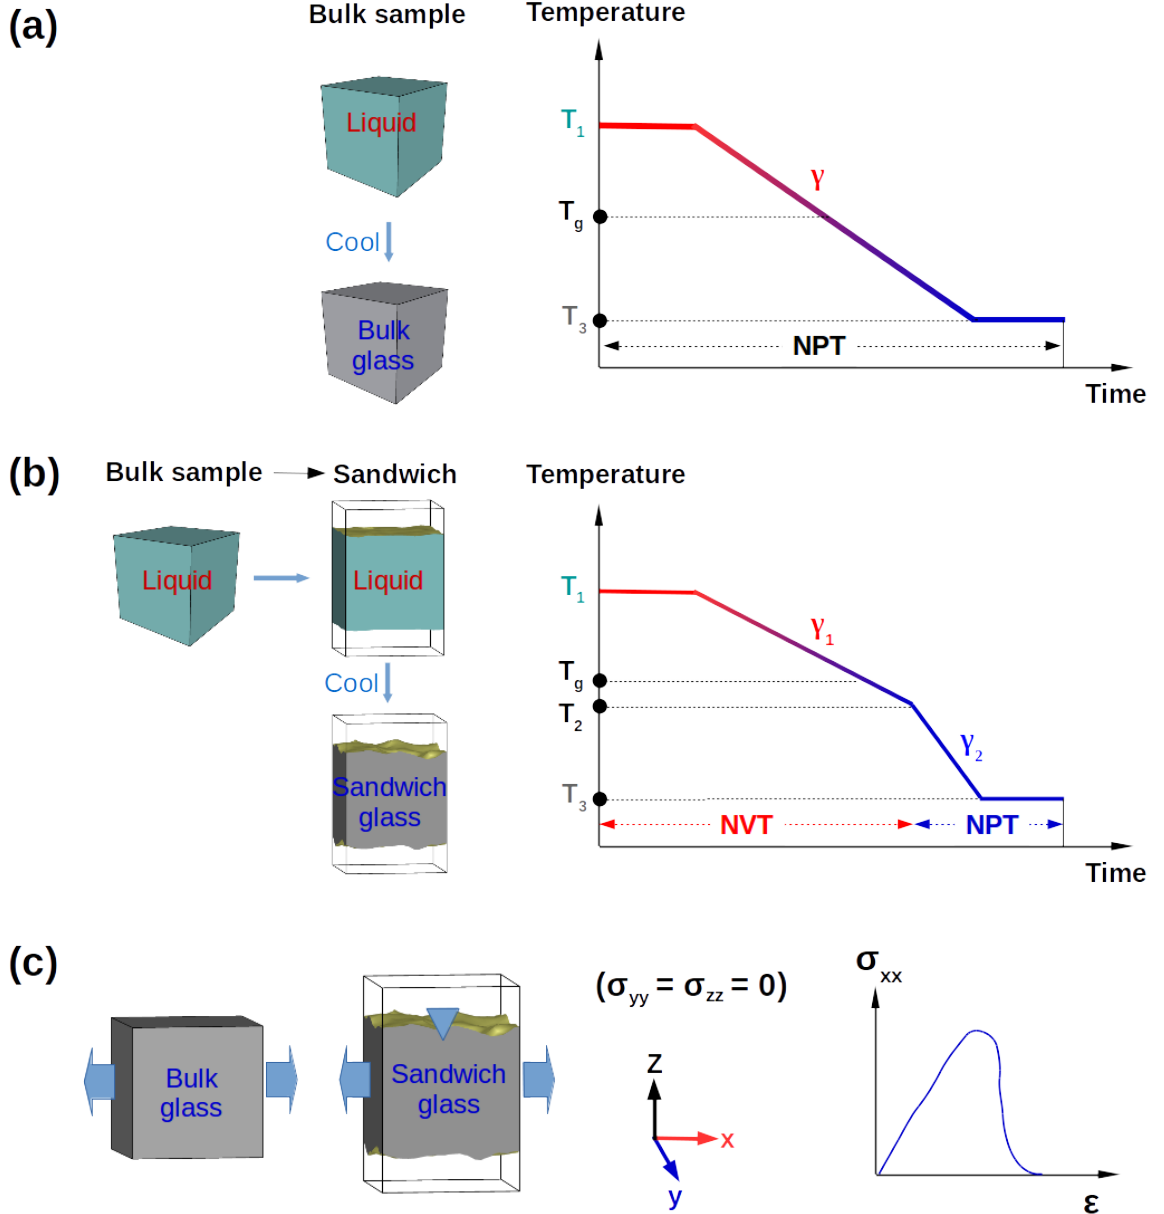 (a)
Bulk sample
Temperature
Liquid
Cool
Bulk
glass
T1
γ
Tg
T3
NPT
Time
(b)
Bulk sample
Sandwich
Temperature
Liquid
Liquid
Cool
Sandwich
glass
T1
γ1
Tg
T2
γ2
T3
NVT
NPT
Time
(c)
Bulk
glass
Sandwich
glass
(σyy = σzz = 0)
z
x
y
σxx
ε